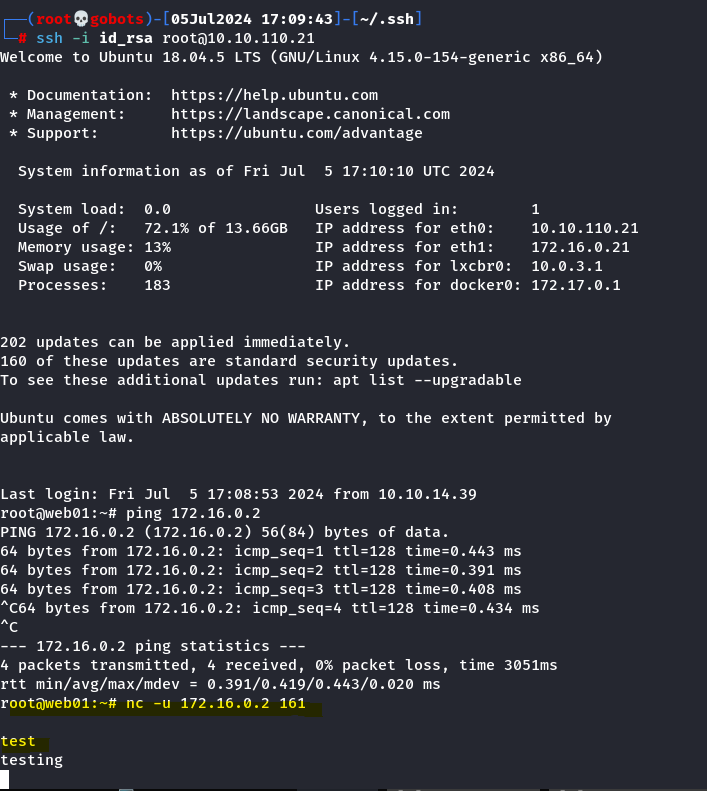 ┌──(root💀gobots)-[05Jul2024 17:09:43]-[~/.ssh]
└─# ssh -i id_rsa root@10.10.110.21
Welcome to Ubuntu 18.04.5 LTS (GNU/Linux 4.15.0-154-generic x86_64)

 * Documentation:  https://help.ubuntu.com
 * Management:     https://landscape.canonical.com
 * Support:        https://ubuntu.com/advantage

  System information as of Fri Jul  5 17:10:10 UTC 2024

  System load:  0.0                Users logged in:        1
  Usage of /:   72.1% of 13.66GB   IP address for eth0:    10.10.110.21
  Memory usage: 13%                IP address for eth1:    172.16.0.21
  Swap usage:   0%                 IP address for lxcbr0:  10.0.3.1
  Processes:    183                IP address for docker0: 172.17.0.1


202 updates can be applied immediately.
160 of these updates are standard security updates.
To see these additional updates run: apt list --upgradable

Ubuntu comes with ABSOLUTELY NO WARRANTY, to the extent permitted by
applicable law.


Last login: Fri Jul  5 17:08:53 2024 from 10.10.14.39
root@web01:~# ping 172.16.0.2
PING 172.16.0.2 (172.16.0.2) 56(84) bytes of data.
64 bytes from 172.16.0.2: icmp_seq=1 ttl=128 time=0.443 ms
64 bytes from 172.16.0.2: icmp_seq=2 ttl=128 time=0.391 ms
64 bytes from 172.16.0.2: icmp_seq=3 ttl=128 time=0.408 ms
^C64 bytes from 172.16.0.2: icmp_seq=4 ttl=128 time=0.434 ms
^C
--- 172.16.0.2 ping statistics ---
4 packets transmitted, 4 received, 0% packet loss, time 3051ms
rtt min/avg/max/mdev = 0.391/0.419/0.443/0.020 ms
root@web01:~# nc -u 172.16.0.2 161

test
testing